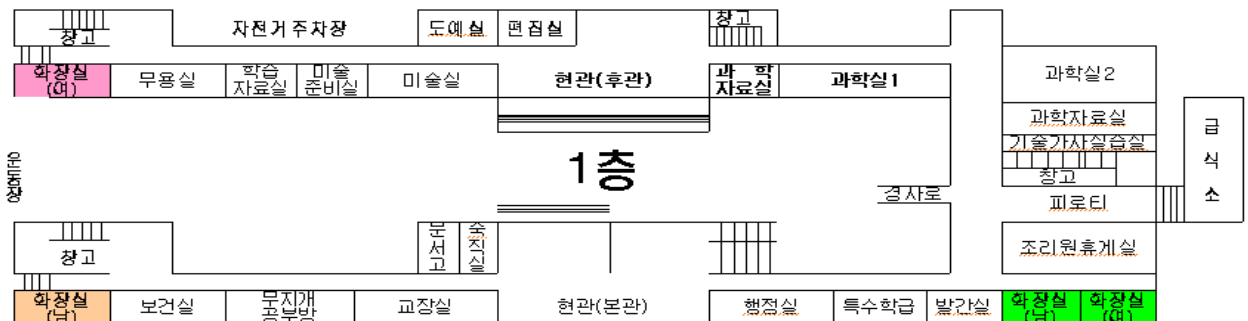 창고
자전거주차장
도예실
편집실
창고
화장실
(여)
무용실
학습
자료실
미술
준비실
미술실
현관(후관)
과 학
자료실
과학실1
과학실2
과학자료실
기술가사실습실
창고
급
식
소
운동장
1층
경사로
피로티
창고
문
서
고
숙
직
실
조리원휴게실
화장실
(남)
보건실
무지개
공부방
교장실
현관(본관)
행정실
특수학급
발간실
화장실
(남)
화장실
(여)